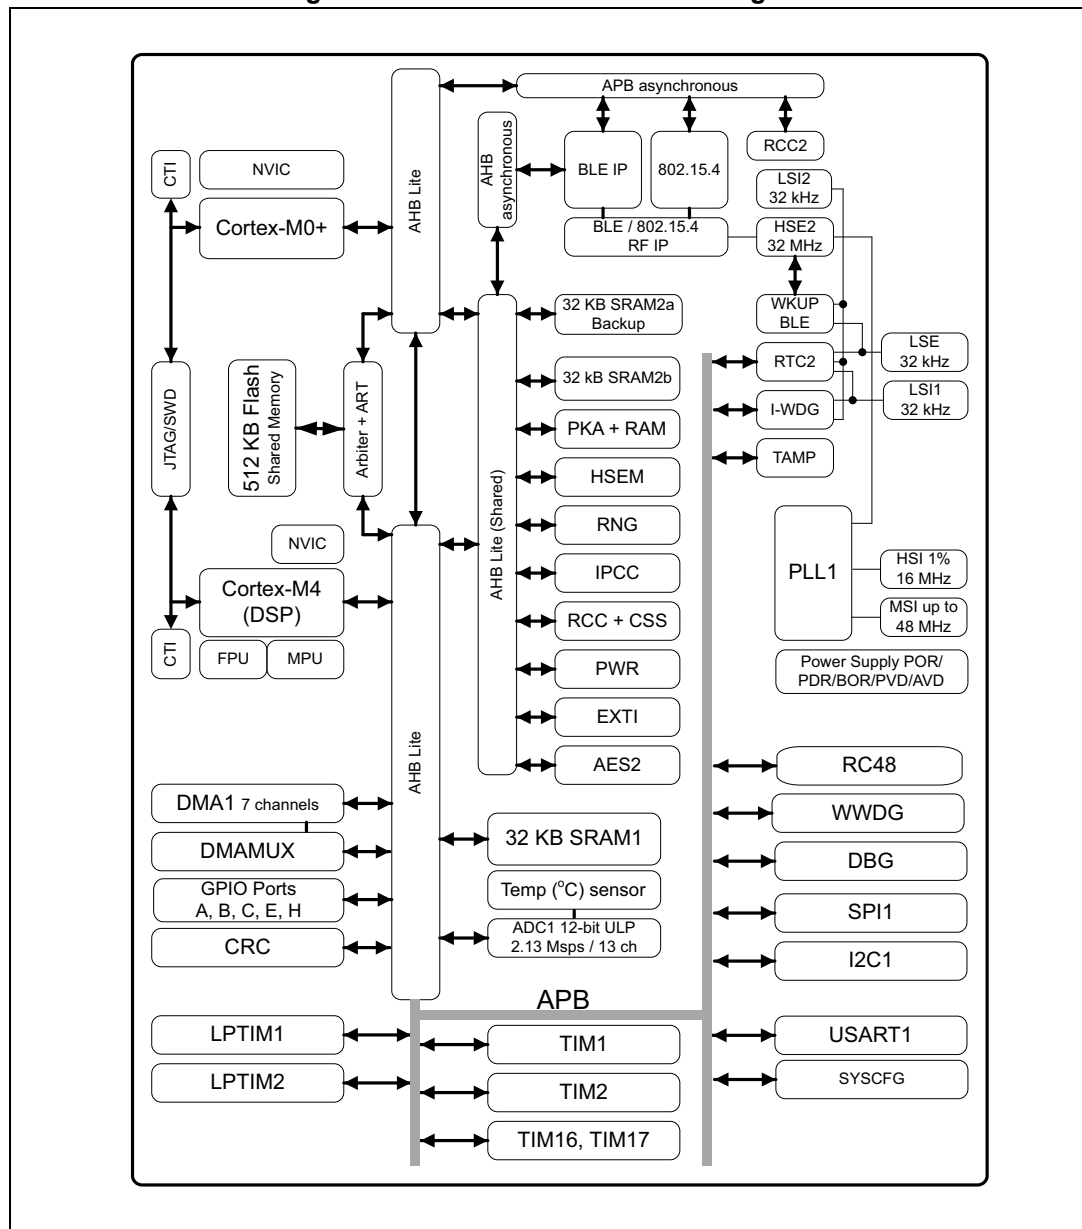 APB asynchronous
AHB Lite
AHB
asynchronous
BLE IP
802.15.4
RCC2
CTI
NVIC
LSI2
32 kHz
Cortex-M0+
BLE / 802.15.4
RF IP
HSE2
32 MHz
32 KB SRAM2a
Backup
WKUP
BLE
JTAG/SWD
512 KB Flash
Shared Memory
Arbiter + ART
32 kB SRAM2b
RTC2
LSE
32 kHz
PKA + RAM
I-WDG
LSI1
32 kHz
HSEM
TAMP
AHB Lite (Shared)
RNG
NVIC
IPCC
PLL1
HSI 1%
16 MHz
Cortex-M4
(DSP)
RCC + CSS
MSI up to
48 MHz
CTI
FPU
MPU
PWR
Power Supply POR/
PDR/BOR/PVD/AVD
EXTI
AHB Lite
AES2
RC48
DMA1 7 channels
WWDG
DMAMUX
32 KB SRAM1
DBG
GPIO Ports
A, B, C, E, H
Temp (°C) sensor
SPI1
CRC
ADC1 12-bit ULP
2.13 Msps / 13 ch
I2C1
APB
LPTIM1
TIM1
USART1
LPTIM2
TIM2
SYSCFG
TIM16, TIM17